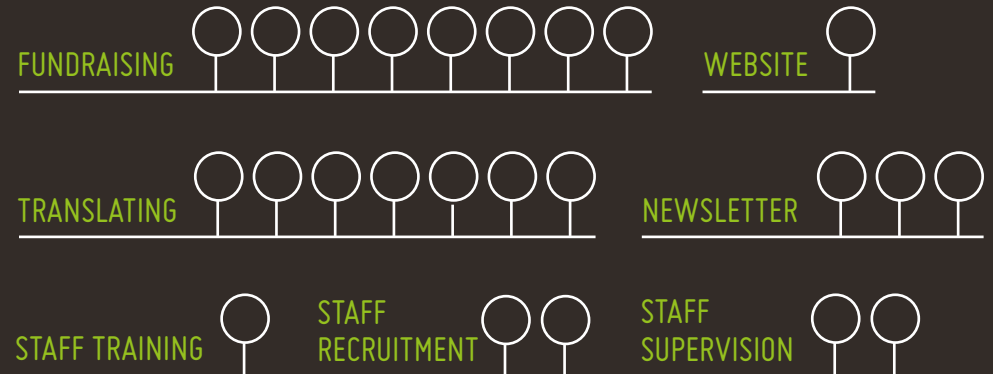 FUNDRAISING
WEBSITE
TRANSLATING
NEWSLETTER
STAFF TRAINING
STAFF
RECRUITMENT
STAFF
SUPERVISION